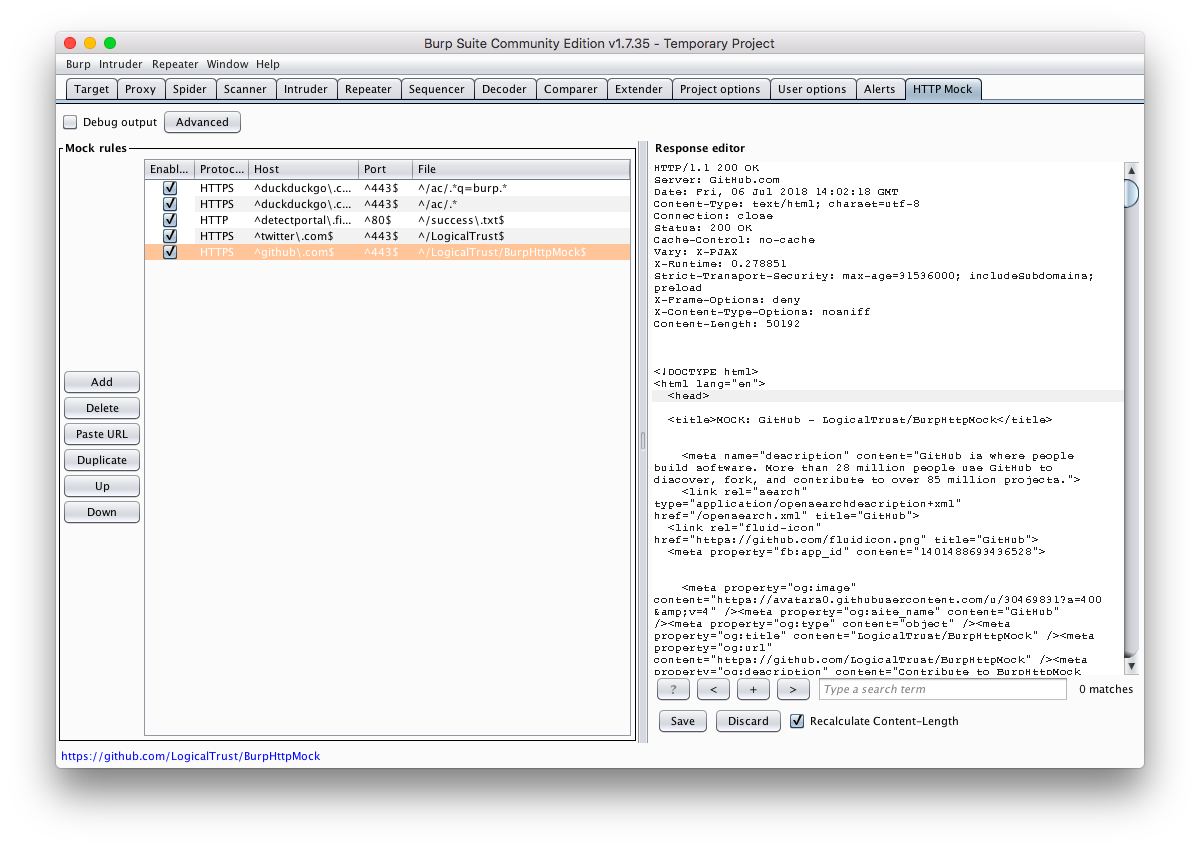 Burp Suite Community Edition v1.7.35 - Temporary Project
Burp Intruder Repeater Window Help
Target Proxy Spider Scanner Intruder Repeater Sequencer Decoder Comparer Extender Project options User options Alerts HTTP Mock
Debug output Advanced
Mock rules
Enabl... Protoc... Host Port File
HTTPS ^duckduckgo\.c... ^443$ ^/ac/.*q=burp.*
HTTPS ^duckduckgo\.c... ^443$ ^/ac/.*
HTTP ^detectportal\.fi... ^80$ ^/success\.txt$
HTTPS ^twitter\.com$ ^443$ ^/LogicalTrust$
HTTPS ^github\.com$ ^443$ ^/LogicalTrust/BurpHttpMock$
Add
Delete
Paste URL
Duplicate
Up
Down
Response editor
HTTP/1.1 200 OK
Server: GitHub.com
Date: Fri, 06 Jul 2018 14:02:18 GMT
Content-Type: text/html; charset=utf-8
Connection: close
Status: 200 OK
Cache-Control: no-cache
Vary: X-PJAX
X-Runtime: 0.278851
Strict-Transport-Security: max-age=31536000; includeSubdomains;
preload
X-Frame-Options: deny
X-Content-Type-Options: nosniff
Content-Length: 50192
<!DOCTYPE html>
<html lang="en">
<head>
<title>MOCK: GitHub - LogicalTrust/BurpHttpMock</title>
<meta name="description" content="GitHub is where people
build software. More than 28 million people use GitHub to
discover, fork, and contribute to over 85 million projects.">
<link rel="search"
type="application/opensearchdescription+xml"
href="/opensearch.xml" title="GitHub">
<link rel="fluid-icon"
href="https://github.com/fluidicon.png" title="GitHub">
<meta property="fb:app_id" content="1401488693436528">
<meta property="og:image"
content="https://avatars0.githubusercontent.com/u/30469831?s=400
&amp;v=4" /><meta property="og:site_name" content="GitHub"
/><meta property="og:type" content="object" /><meta
property="og:title" content="LogicalTrust/BurpHttpMock" /><meta
property="og:url"
content="https://github.com/LogicalTrust/BurpHttpMock" /><meta
property="og:description" content="Contribute to BurpHttpMock
? < + > Type a search term 0 matches
Save Discard Recalculate Content-Length
https://github.com/LogicalTrust/BurpHttpMock